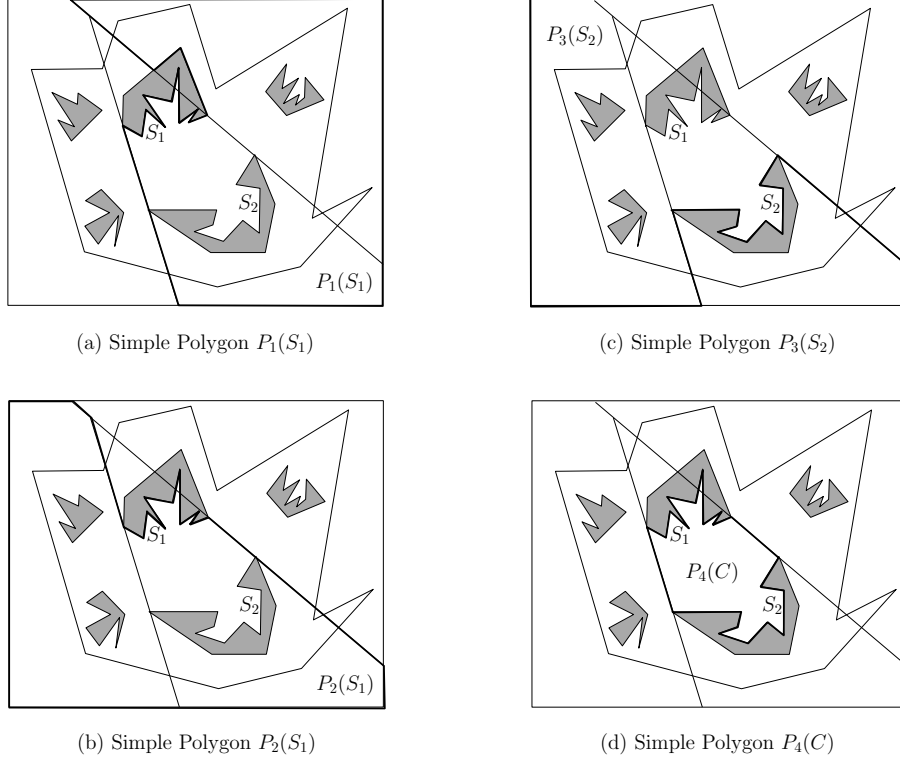 P₃(S₂)
S₁
S₁
S₂
S₂
P₁(S₁)
(a) Simple Polygon P₁(S₁)
(c) Simple Polygon P₃(S₂)
S₁
S₁
P₄(C)
S₂
S₂
P₂(S₁)
(b) Simple Polygon P₂(S₁)
(d) Simple Polygon P₄(C)